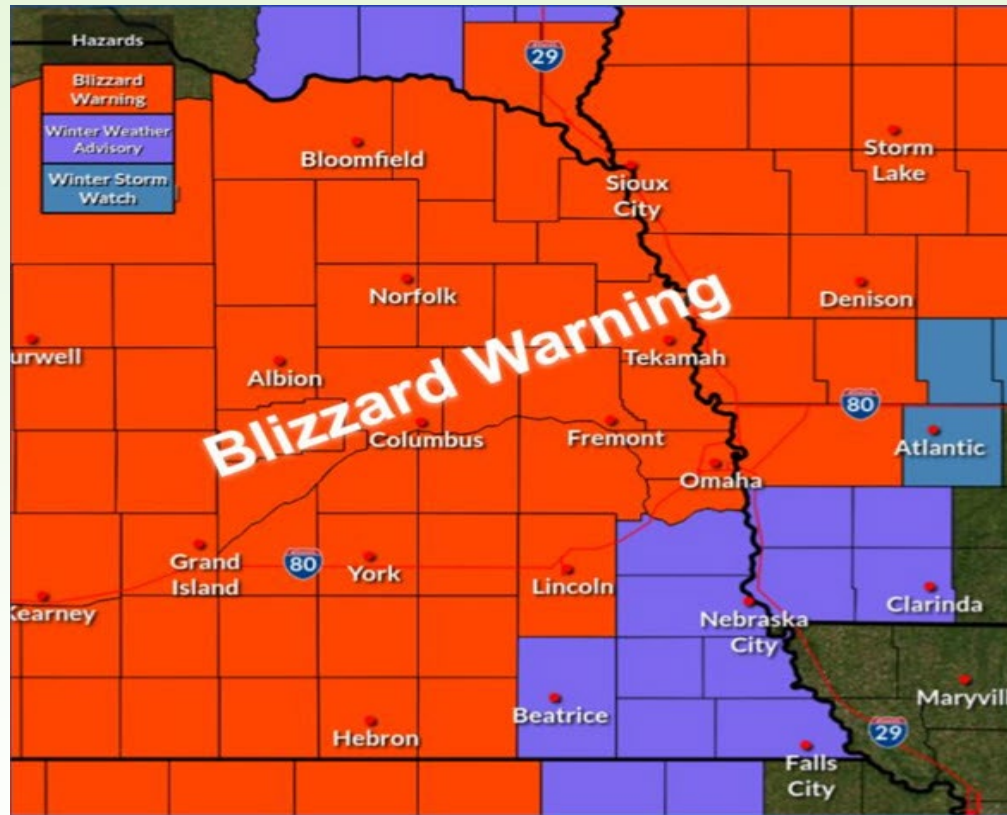 Hazards
Blizzard
Warning
Winter Weather
Advisory
Winter Storm
Watch
29
Bloomfield
Storm
Lake
Sioux
City
Norfolk
Denison
urwell
Albion
Blizzard Warning
Tekamah
80
Columbus
Fremont
Atlantic
Omaha
Grand
Island
80
York
Lincoln
Kearney
Clarinda
Nebraska
City
Maryvil
Beatrice
Hebron
29
Falls
City